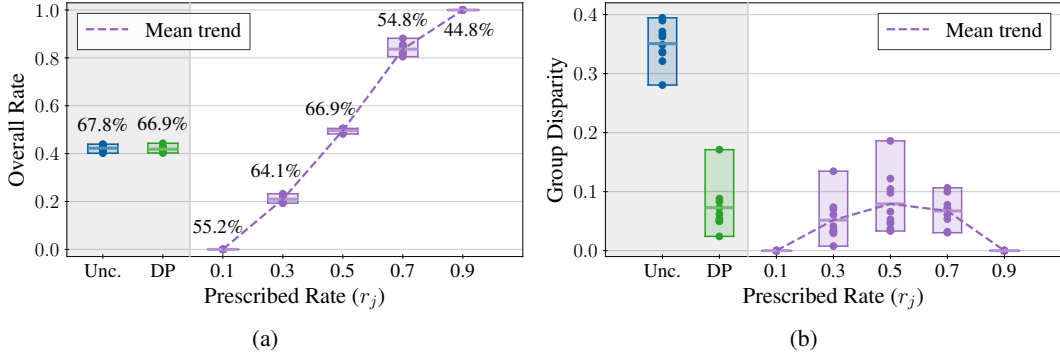 Mean trend
Overall Rate
1.0
0.8
0.6
0.4
0.2
0.0
67.8%
66.9%
55.2%
64.1%
66.9%
54.8%
44.8%
Unc.
DP
0.1
0.3
0.5
0.7
0.9
Prescribed Rate (r_j)
(a)
Mean trend
Group Disparity
0.4
0.3
0.2
0.1
0.0
Unc.
DP
0.1
0.3
0.5
0.7
0.9
Prescribed Rate (r_j)
(b)